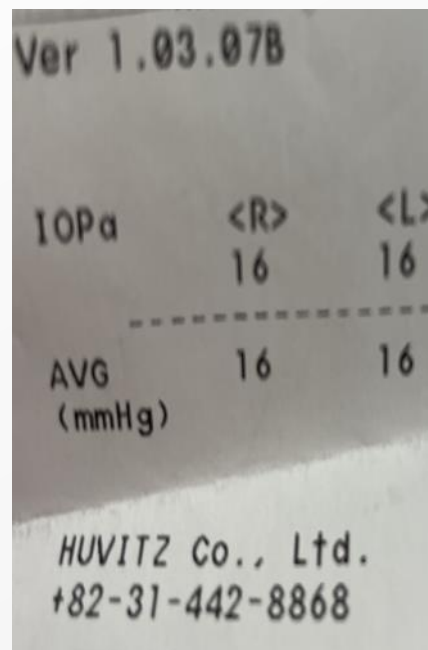 Ver 1.03.07B
IOPa <R> <L>
16 16
AVG 16 16
(mmHg)
HUVITZ Co., Ltd.
+82-31-442-8868